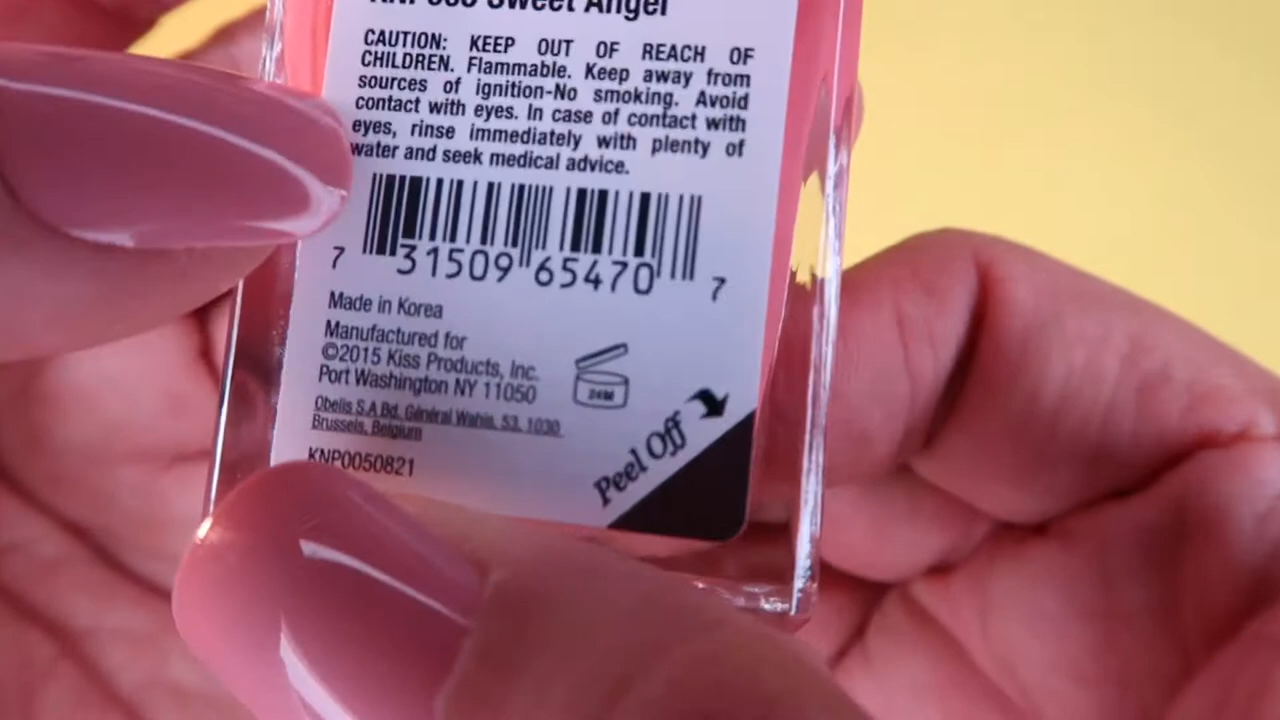 Sweet Angel
CAUTION: KEEP OUT OF REACH OF
CHILDREN. Flammable. Keep away from
sources of ignition-No smoking. Avoid
contact with eyes. In case of contact with
eyes, rinse immediately with plenty of
water and seek medical advice.
7 31509 65470 7
Made in Korea
Manufactured for
©2015 Kiss Products, Inc.
Port Washington NY 11050
Obelis S.A Bd. Général Wahis, 53, 1030
Brussels, Belgium
24M
Peel Off
KNP0050821